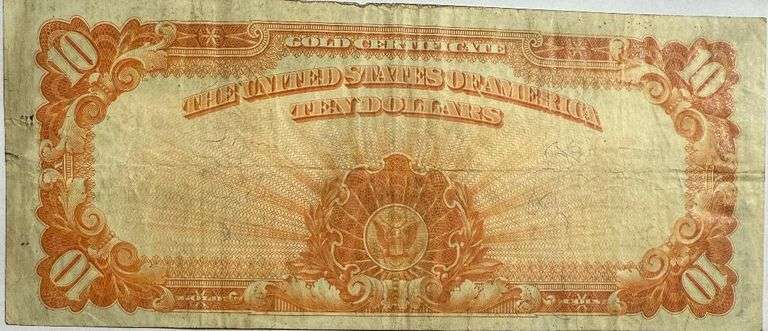 10 GOLD CERTIFICATE 10
THE UNITED STATES OF AMERICA
TEN DOLLARS
10 10